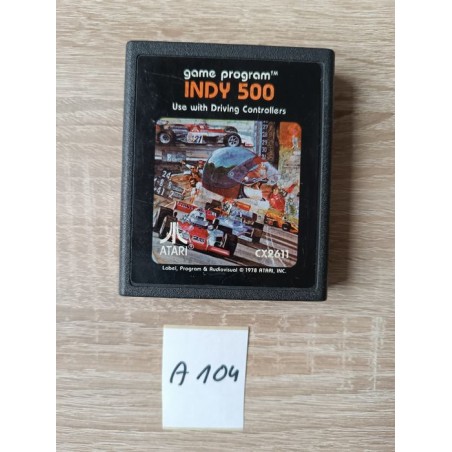 game program™
INDY 500
Use with Driving Controllers
ATARI
CX2611
Label, Program & Audiovisual © 1978 ATARI, INC.
A 104